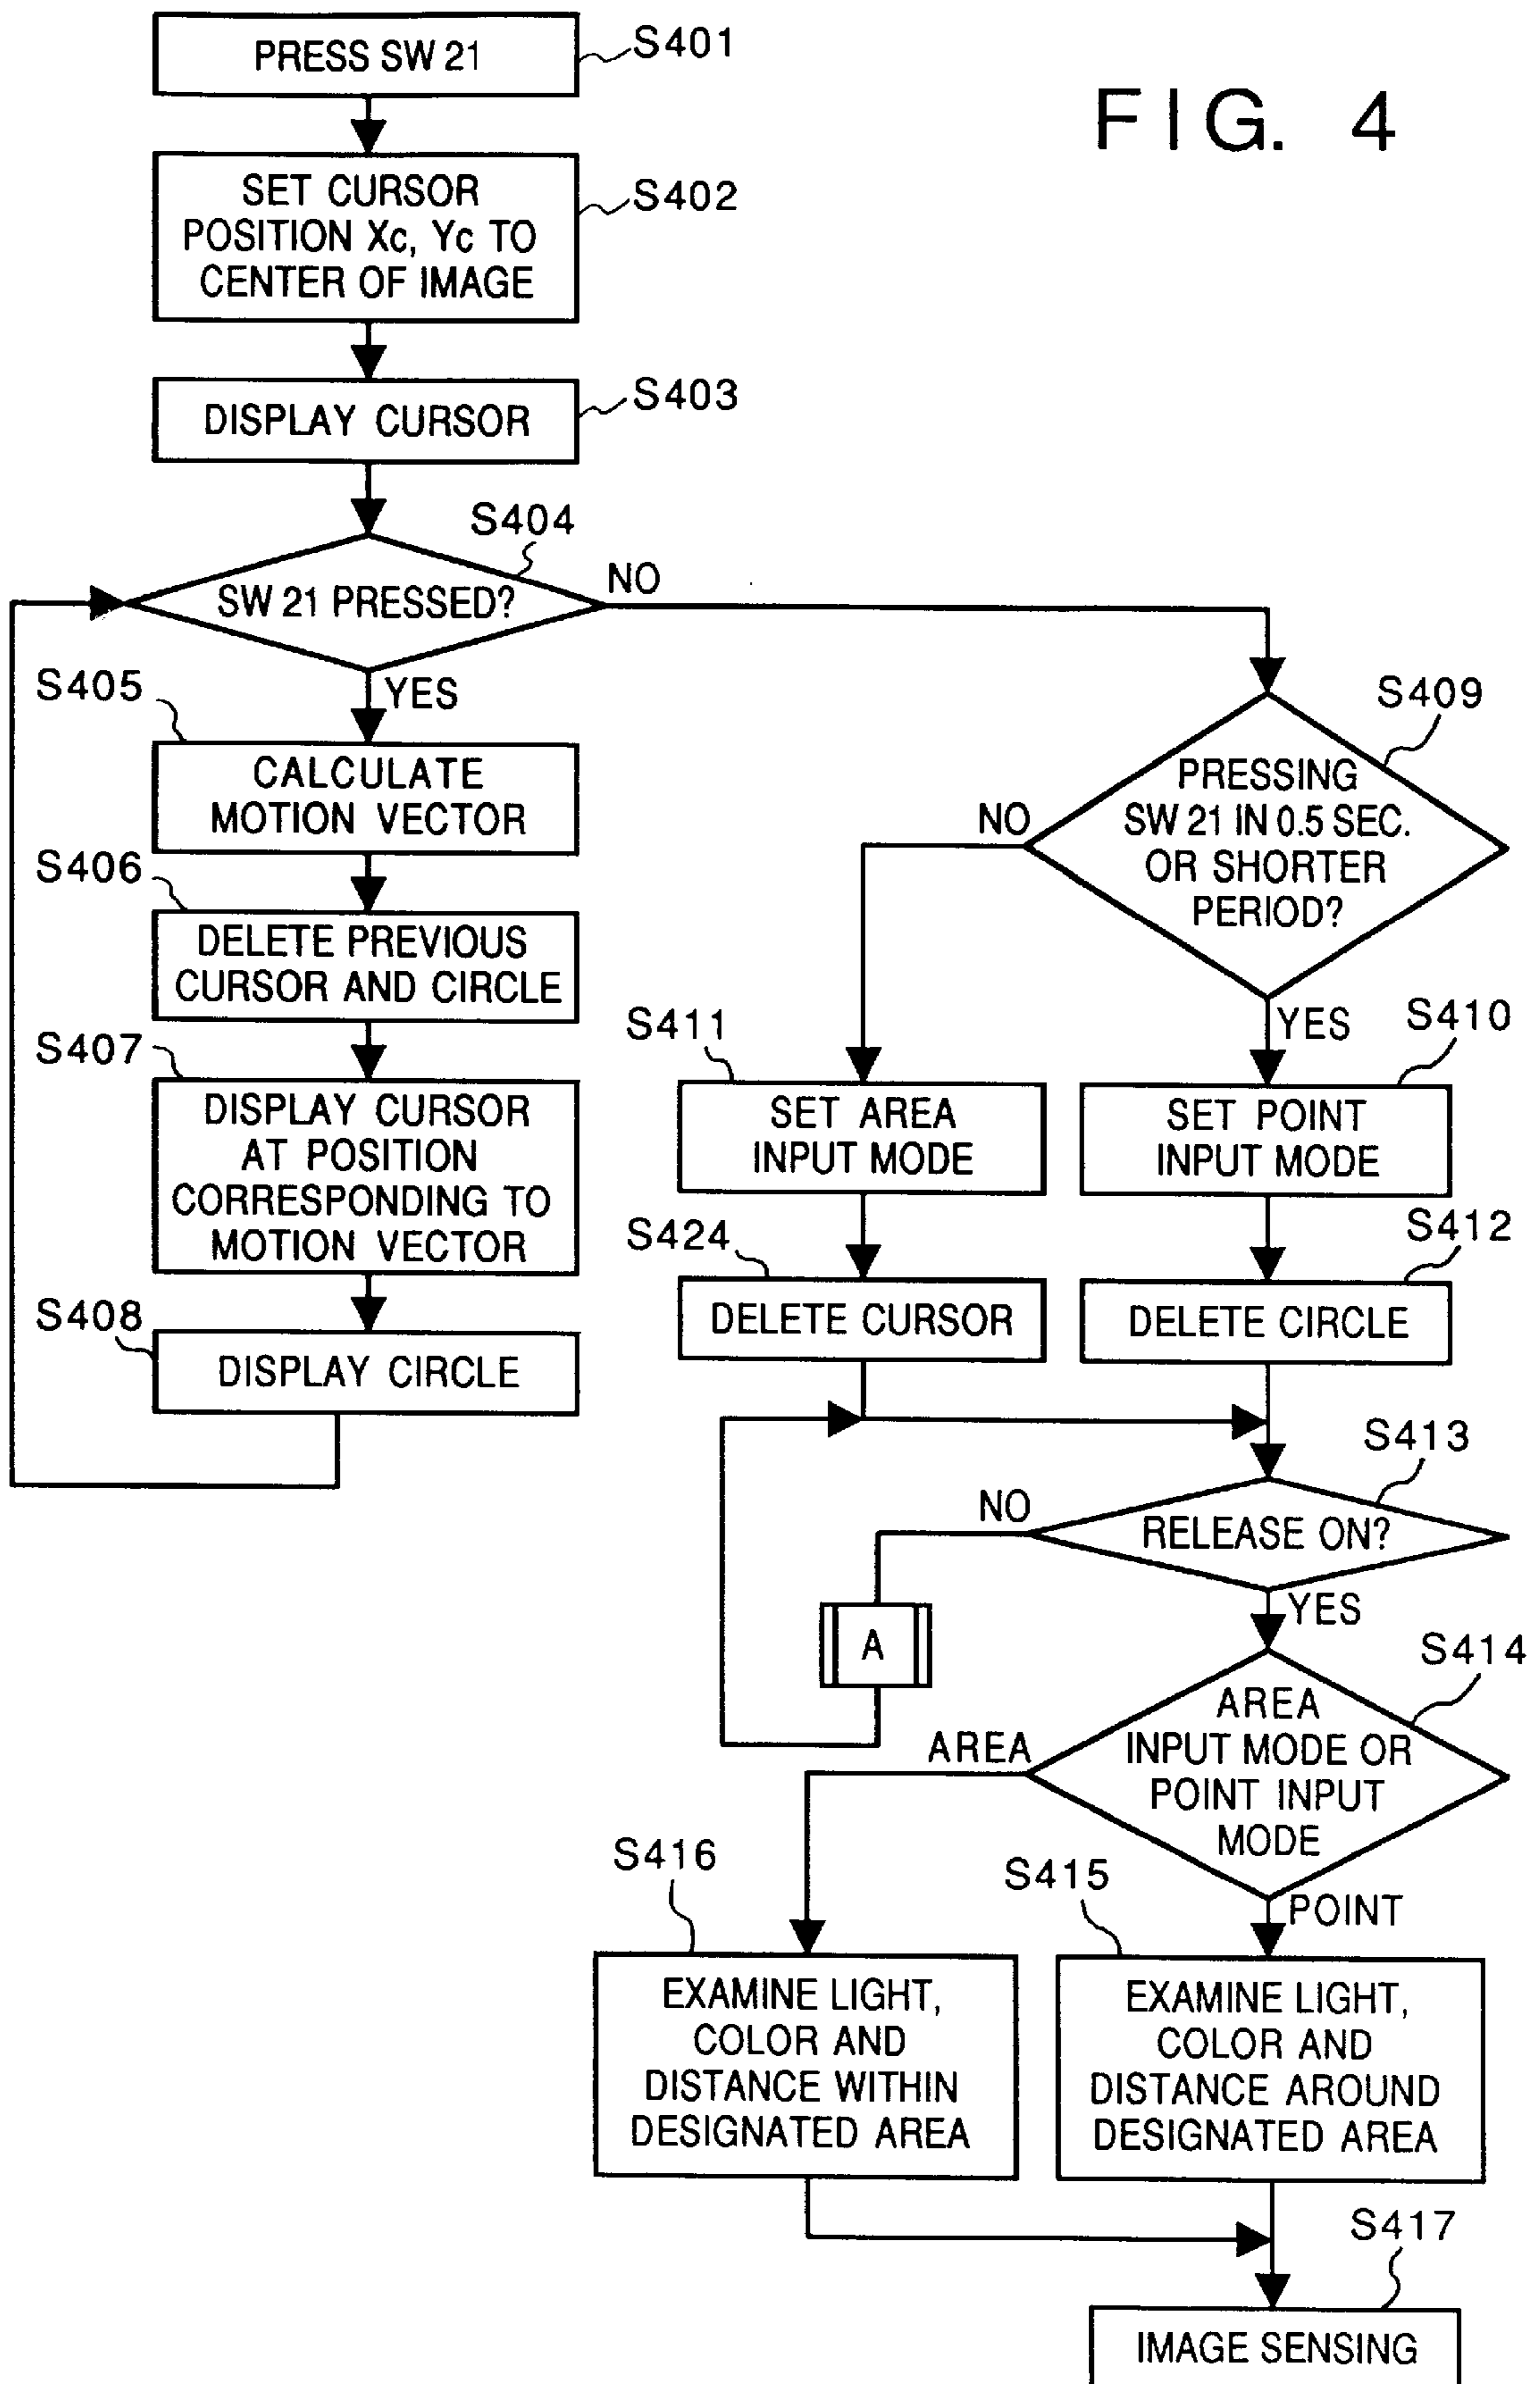 FIG. 4
PRESS SW 21
S401
SET CURSOR
POSITION Xc, Yc TO
CENTER OF IMAGE
S402
DISPLAY CURSOR
S403
S404
SW 21 PRESSED?
NO
YES
S405
CALCULATE
MOTION VECTOR
S406
DELETE PREVIOUS
CURSOR AND CIRCLE
S407
DISPLAY CURSOR
AT POSITION
CORRESPONDING TO
MOTION VECTOR
S408
DISPLAY CIRCLE
S409
PRESSING
SW 21 IN 0.5 SEC.
OR SHORTER
PERIOD?
NO
YES
S411
SET AREA
INPUT MODE
S410
SET POINT
INPUT MODE
S424
DELETE CURSOR
S412
DELETE CIRCLE
S413
RELEASE ON?
NO
YES
A
S414
AREA
INPUT MODE OR
POINT INPUT
MODE
AREA
POINT
S416
EXAMINE LIGHT,
COLOR AND
DISTANCE WITHIN
DESIGNATED AREA
S415
EXAMINE LIGHT,
COLOR AND
DISTANCE AROUND
DESIGNATED AREA
S417
IMAGE SENSING